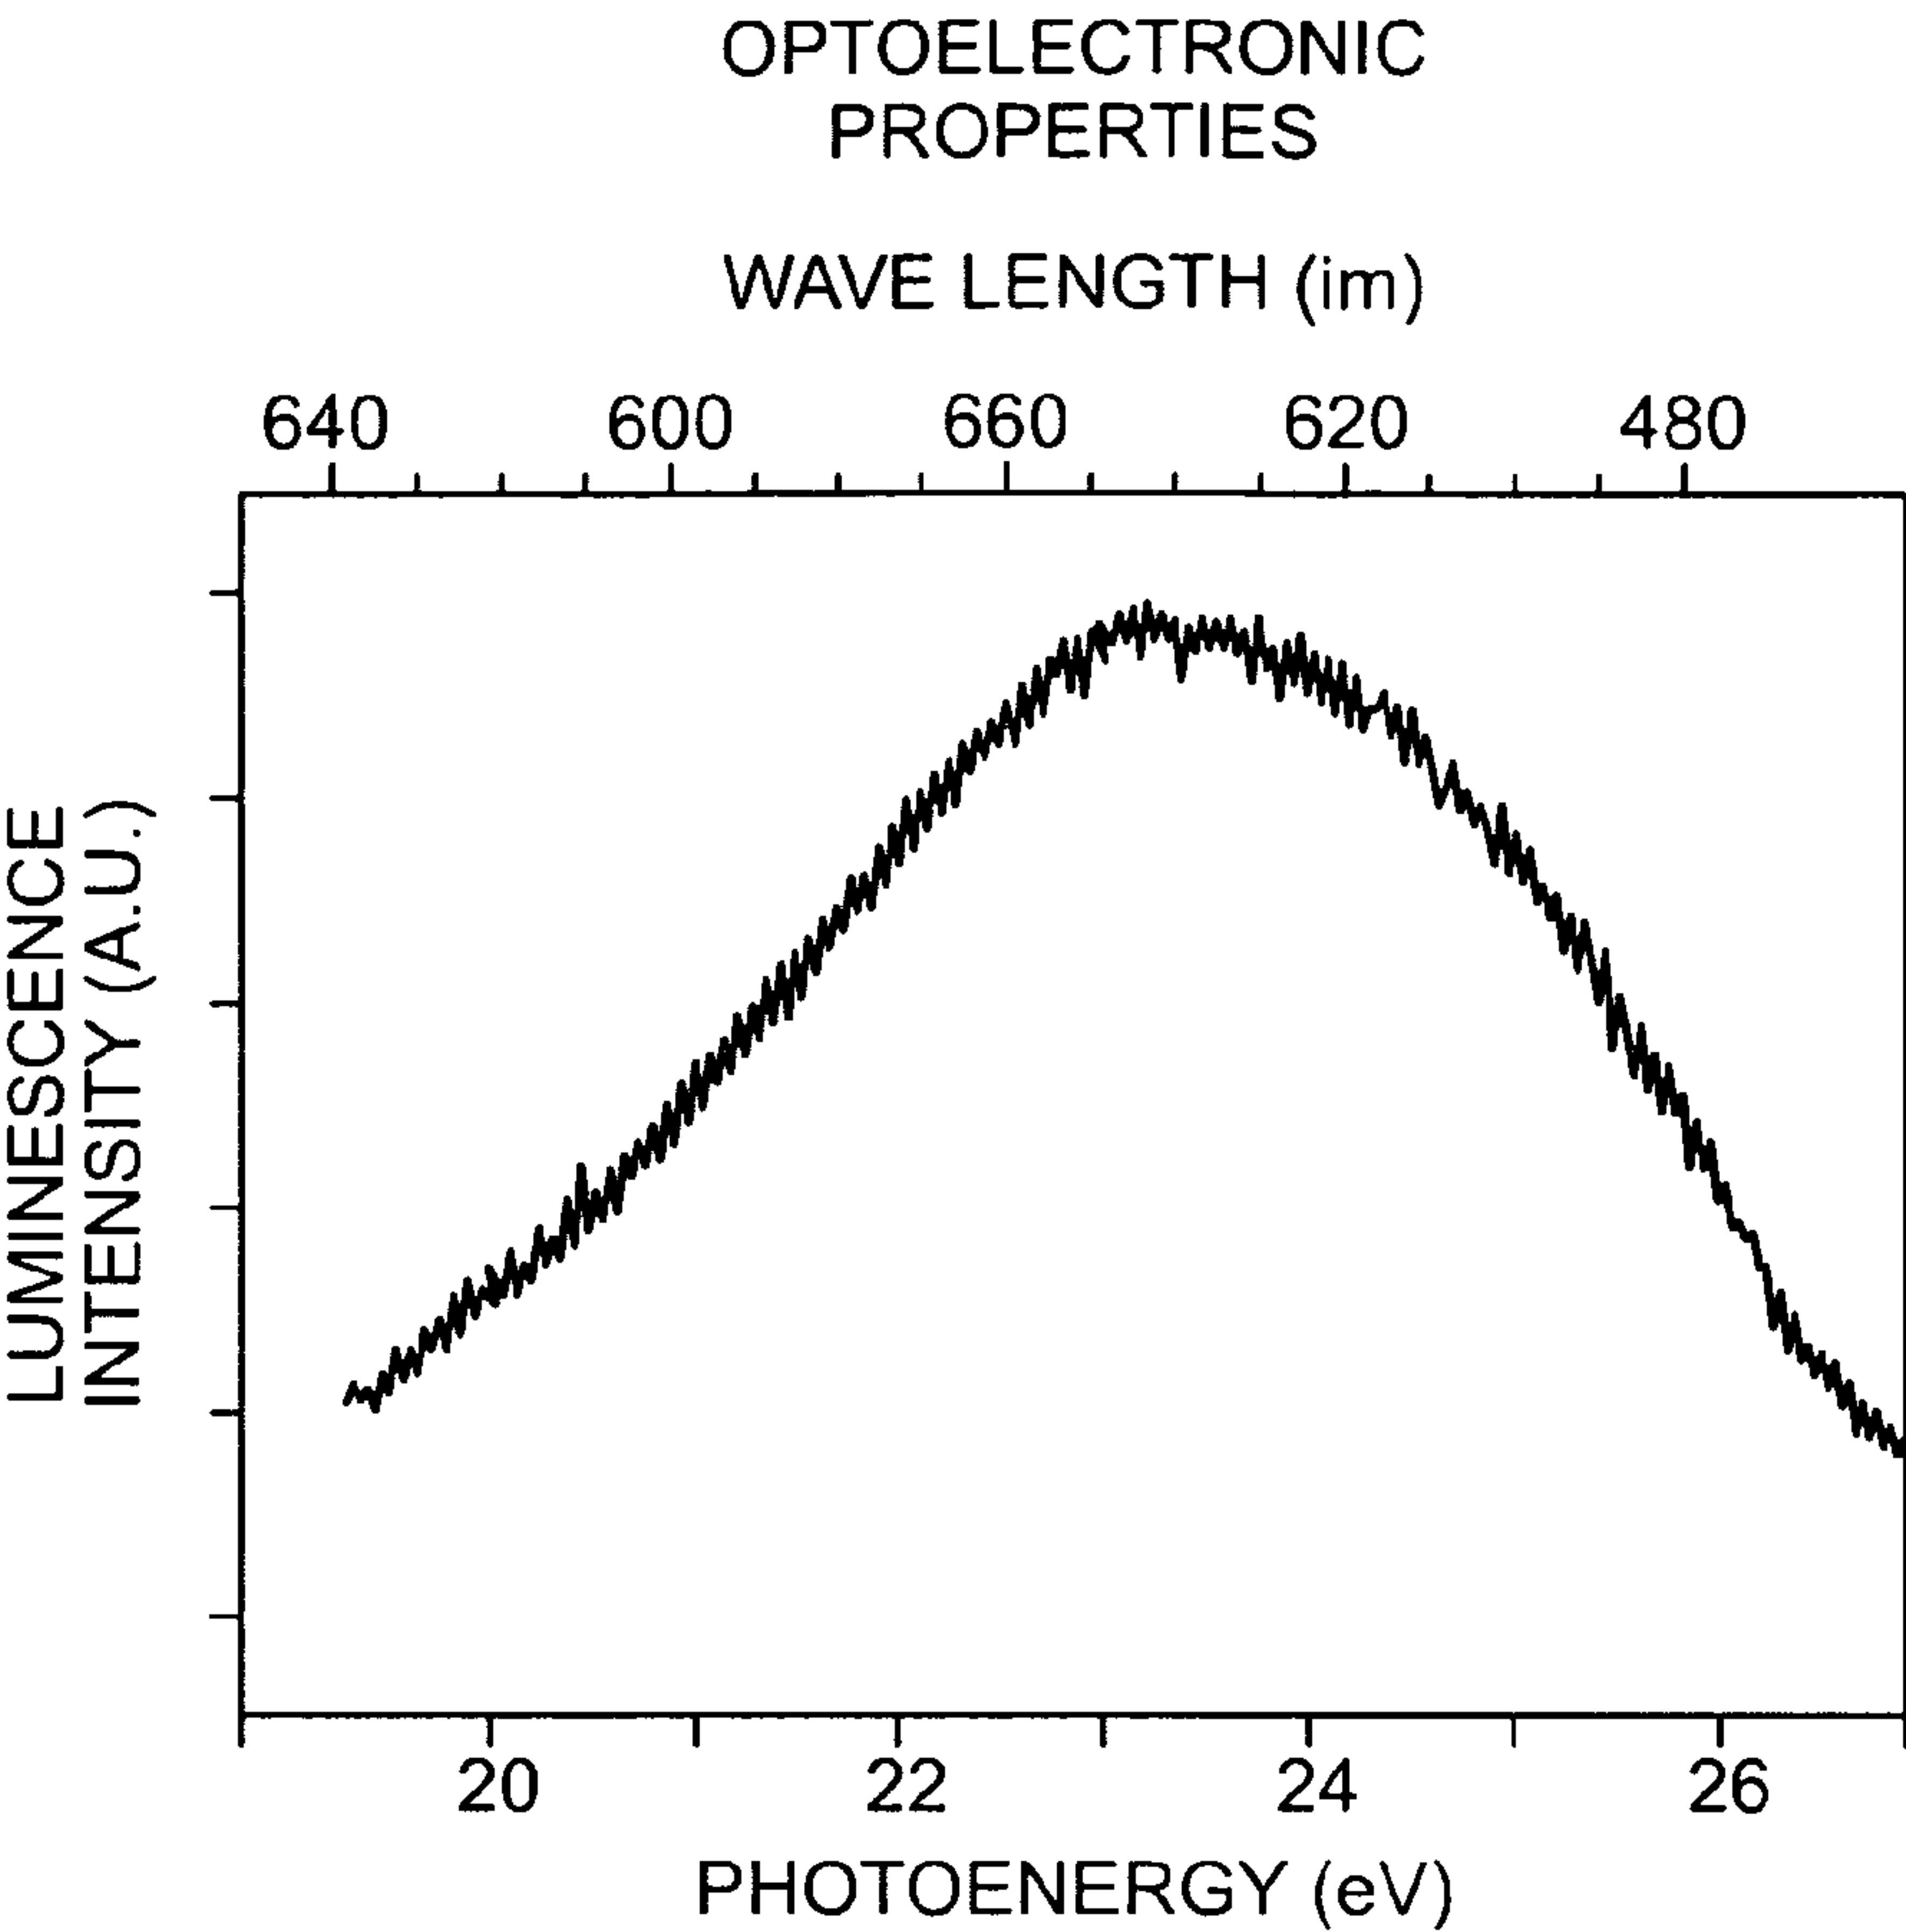 OPTOELECTRONIC
PROPERTIES
WAVE LENGTH (im)
640 600 660 620 480
LUMINESCENCE
INTENSITY (A.U.)
20 22 24 26
PHOTOENERGY (eV)